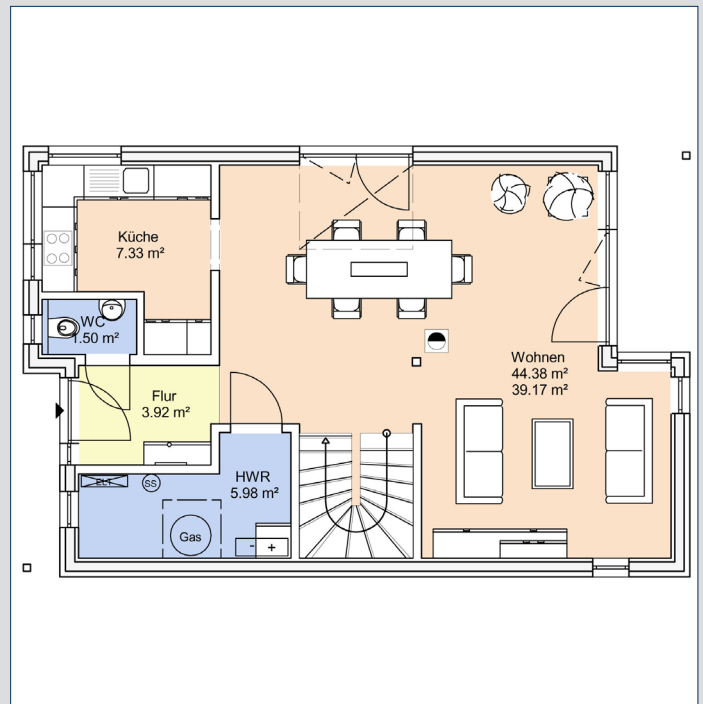 Küche
7.33 m²
WC
1.50 m²
Flur
3.92 m²
Wohnen
44.38 m²
39.17 m²
HWR
5.98 m²
ELT
SS
Gas
- +